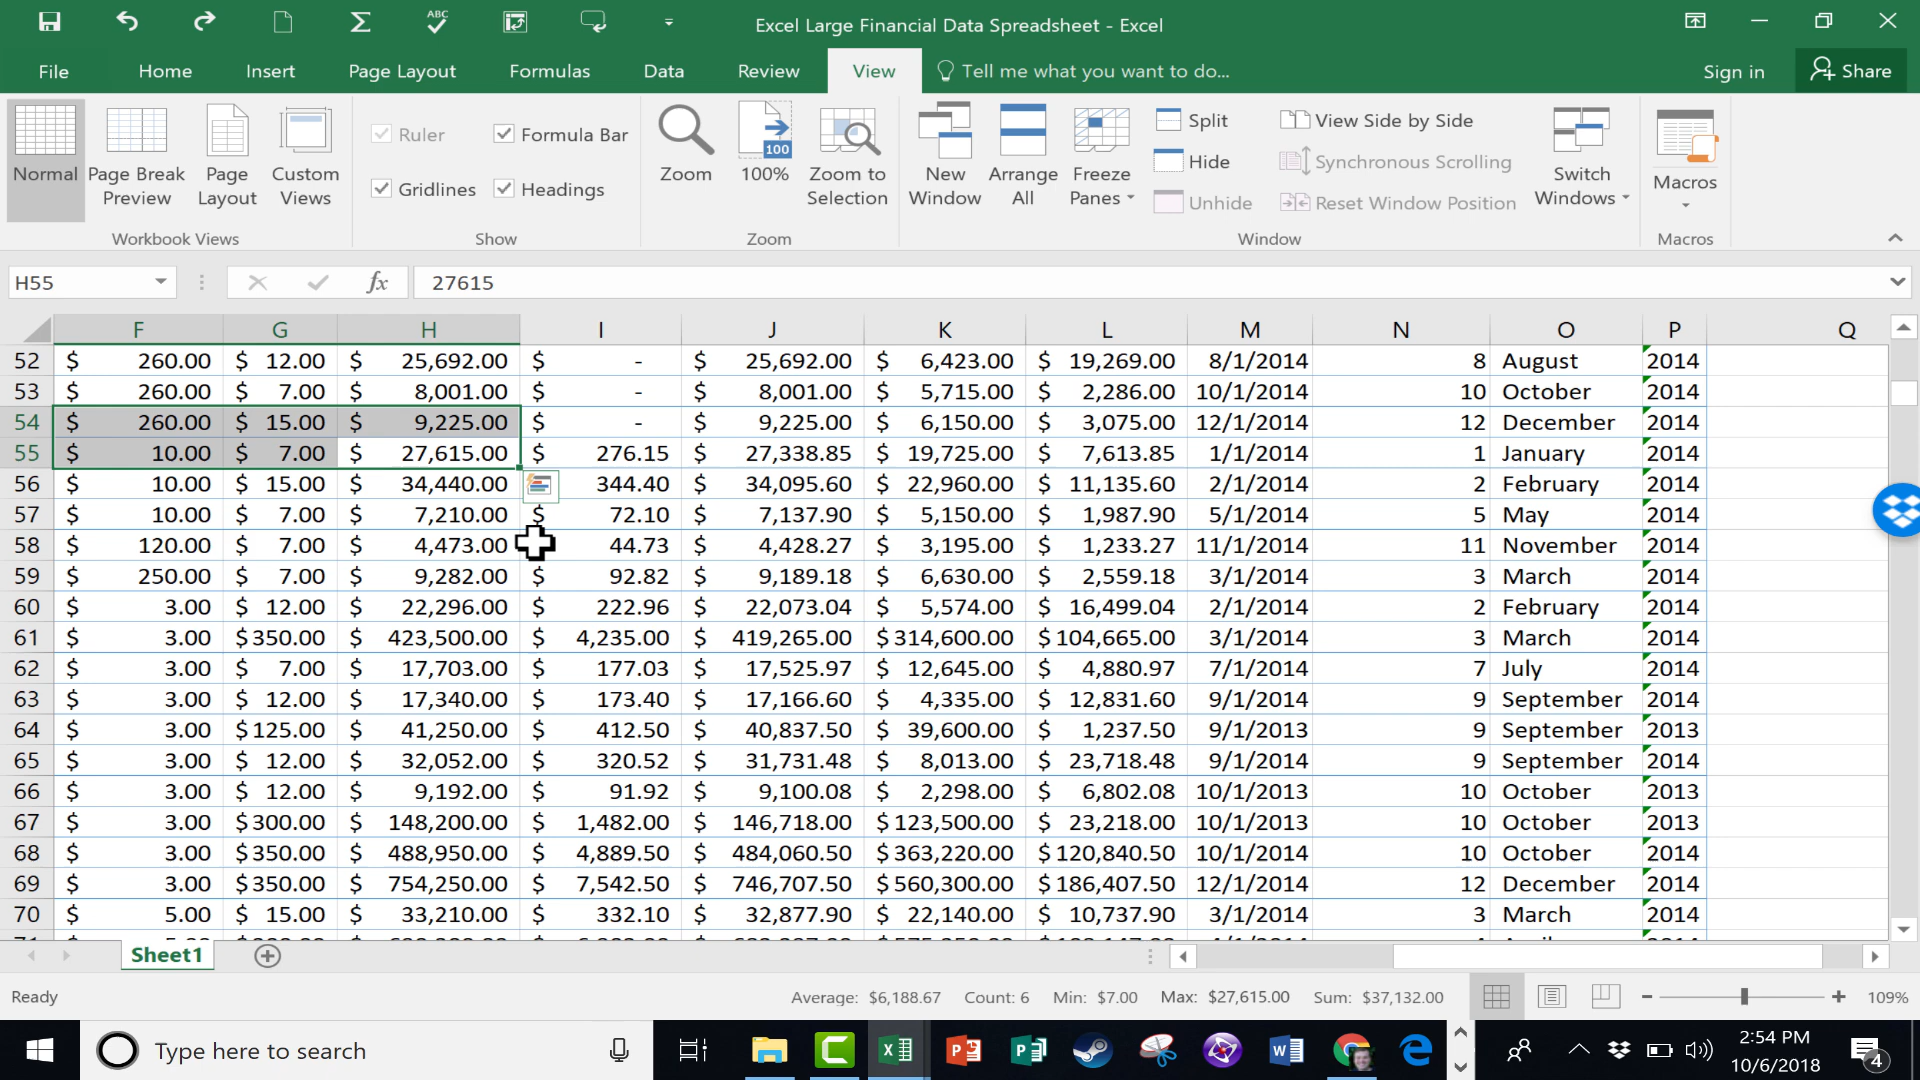 Excel Large Financial Data Spreadsheet - Excel
File Home Insert Page Layout Formulas Data Review View Tell me what you want to do... Sign in Share
Normal
Page Break Preview
Page Layout
Custom Views
Workbook Views
Ruler
Formula Bar
Gridlines
Headings
Show
Zoom
100
100%
Zoom to Selection
Zoom
New Window
Arrange All
Freeze Panes
Split
Hide
Unhide
View Side by Side
Synchronous Scrolling
Reset Window Position
Window
Switch Windows
Macros
Macros
H55 fx 27615
F G H I J K L M N O P Q
52 $ 260.00 $ 12.00 $ 25,692.00 $ - $ 25,692.00 $ 6,423.00 $ 19,269.00 8/1/2014 8 August 2014
53 $ 260.00 $ 7.00 $ 8,001.00 $ - $ 8,001.00 $ 5,715.00 $ 2,286.00 10/1/2014 10 October 2014
54 $ 260.00 $ 15.00 $ 9,225.00 $ - $ 9,225.00 $ 6,150.00 $ 3,075.00 12/1/2014 12 December 2014
55 $ 10.00 $ 7.00 $ 27,615.00 $ 276.15 $ 27,338.85 $ 19,725.00 $ 7,613.85 1/1/2014 1 January 2014
56 $ 10.00 $ 15.00 $ 34,440.00 344.40 $ 34,095.60 $ 22,960.00 $ 11,135.60 2/1/2014 2 February 2014
57 $ 10.00 $ 7.00 $ 7,210.00 $ 72.10 $ 7,137.90 $ 5,150.00 $ 1,987.90 5/1/2014 5 May 2014
58 $ 120.00 $ 7.00 $ 4,473.00 44.73 $ 4,428.27 $ 3,195.00 $ 1,233.27 11/1/2014 11 November 2014
59 $ 250.00 $ 7.00 $ 9,282.00 $ 92.82 $ 9,189.18 $ 6,630.00 $ 2,559.18 3/1/2014 3 March 2014
60 $ 3.00 $ 12.00 $ 22,296.00 $ 222.96 $ 22,073.04 $ 5,574.00 $ 16,499.04 2/1/2014 2 February 2014
61 $ 3.00 $350.00 $ 423,500.00 $ 4,235.00 $ 419,265.00 $314,600.00 $104,665.00 3/1/2014 3 March 2014
62 $ 3.00 $ 7.00 $ 17,703.00 $ 177.03 $ 17,525.97 $ 12,645.00 $ 4,880.97 7/1/2014 7 July 2014
63 $ 3.00 $ 12.00 $ 17,340.00 $ 173.40 $ 17,166.60 $ 4,335.00 $ 12,831.60 9/1/2014 9 September 2014
64 $ 3.00 $125.00 $ 41,250.00 $ 412.50 $ 40,837.50 $ 39,600.00 $ 1,237.50 9/1/2013 9 September 2013
65 $ 3.00 $ 12.00 $ 32,052.00 $ 320.52 $ 31,731.48 $ 8,013.00 $ 23,718.48 9/1/2014 9 September 2014
66 $ 3.00 $ 12.00 $ 9,192.00 $ 91.92 $ 9,100.08 $ 2,298.00 $ 6,802.08 10/1/2013 10 October 2013
67 $ 3.00 $300.00 $ 148,200.00 $ 1,482.00 $ 146,718.00 $123,500.00 $ 23,218.00 10/1/2013 10 October 2013
68 $ 3.00 $350.00 $ 488,950.00 $ 4,889.50 $ 484,060.50 $363,220.00 $120,840.50 10/1/2014 10 October 2014
69 $ 3.00 $350.00 $ 754,250.00 $ 7,542.50 $ 746,707.50 $560,300.00 $186,407.50 12/1/2014 12 December 2014
70 $ 5.00 $ 15.00 $ 33,210.00 $ 332.10 $ 32,877.90 $ 22,140.00 $ 10,737.90 3/1/2014 3 March 2014
Sheet1
Ready Average: $6,188.67 Count: 6 Min: $7.00 Max: $27,615.00 Sum: $37,132.00 109%
Type here to search
2:54 PM
10/6/2018
4